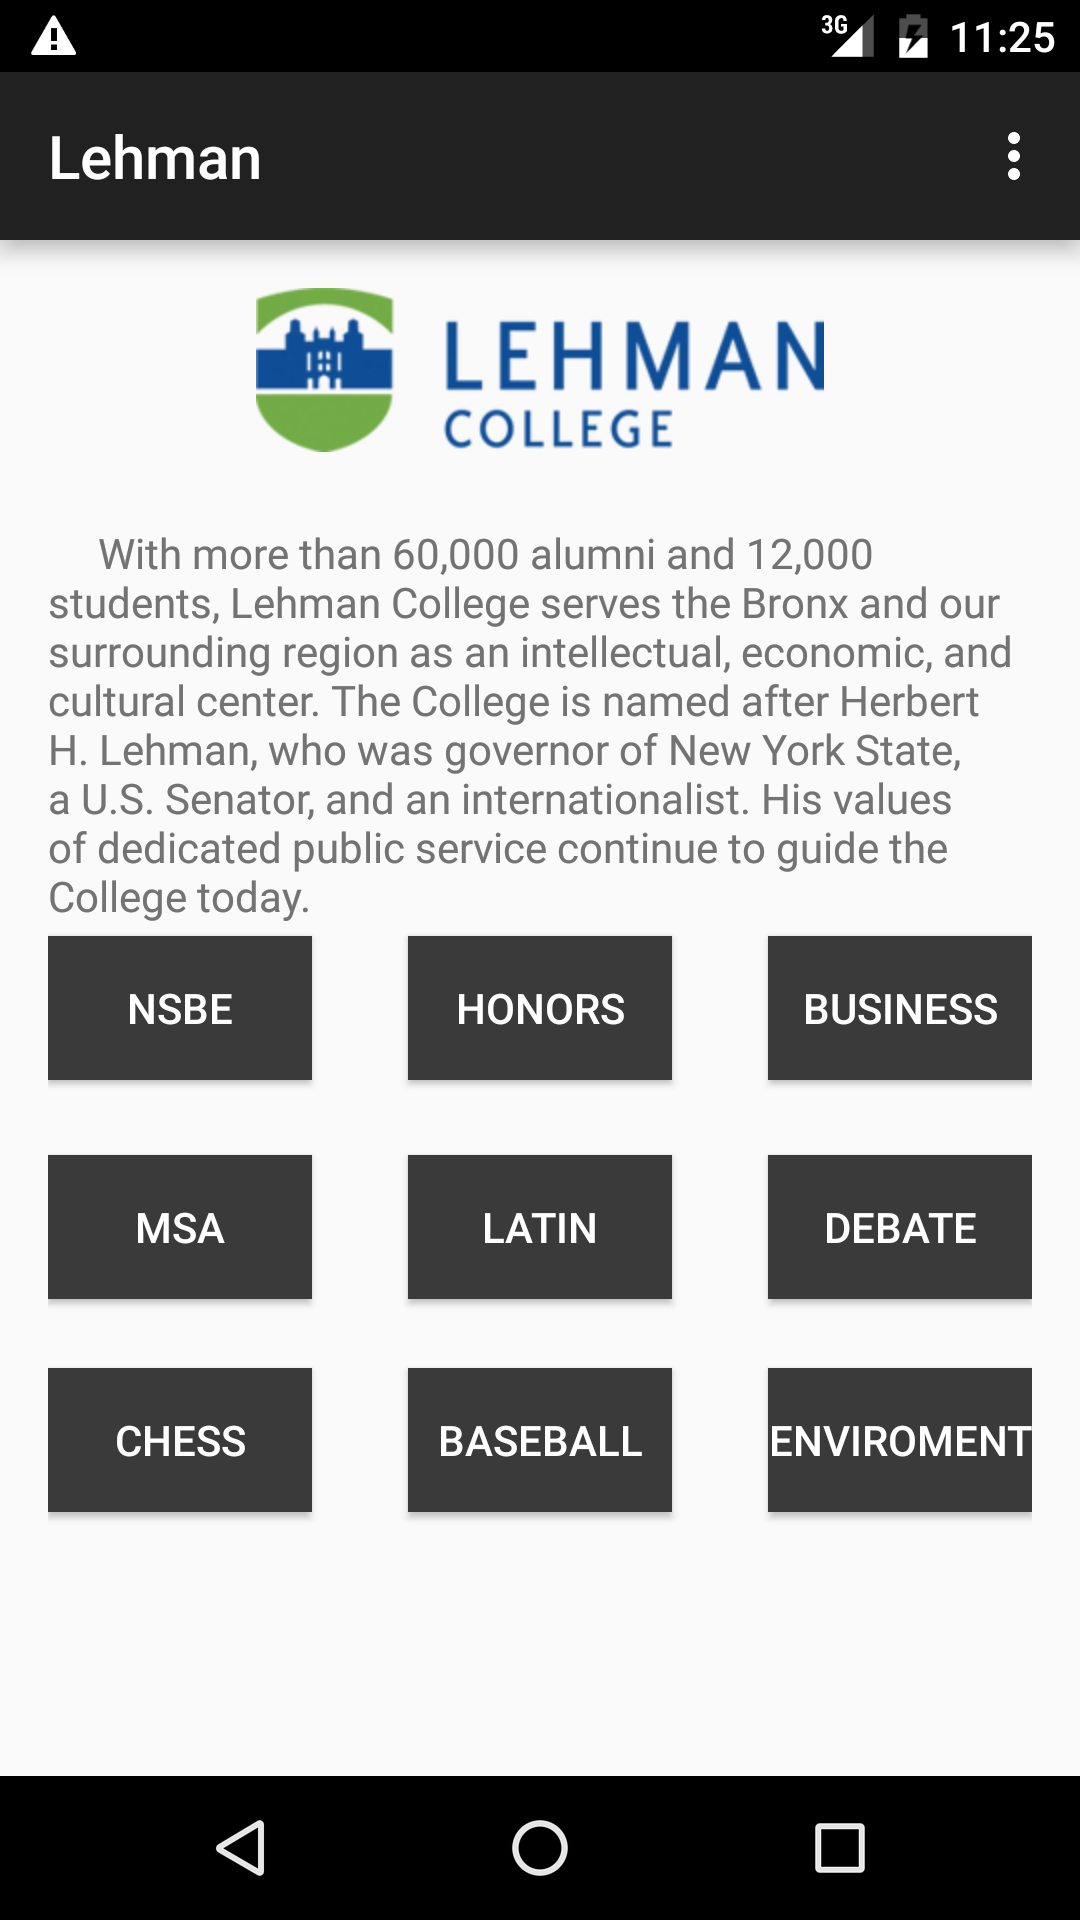 3G 11:25
Lehman
LEHMAN
COLLEGE
With more than 60,000 alumni and 12,000
students, Lehman College serves the Bronx and our
surrounding region as an intellectual, economic, and
cultural center. The College is named after Herbert
H. Lehman, who was governor of New York State,
a U.S. Senator, and an internationalist. His values
of dedicated public service continue to guide the
College today.
NSBE HONORS BUSINESS
MSA LATIN DEBATE
CHESS BASEBALL ENVIROMENT